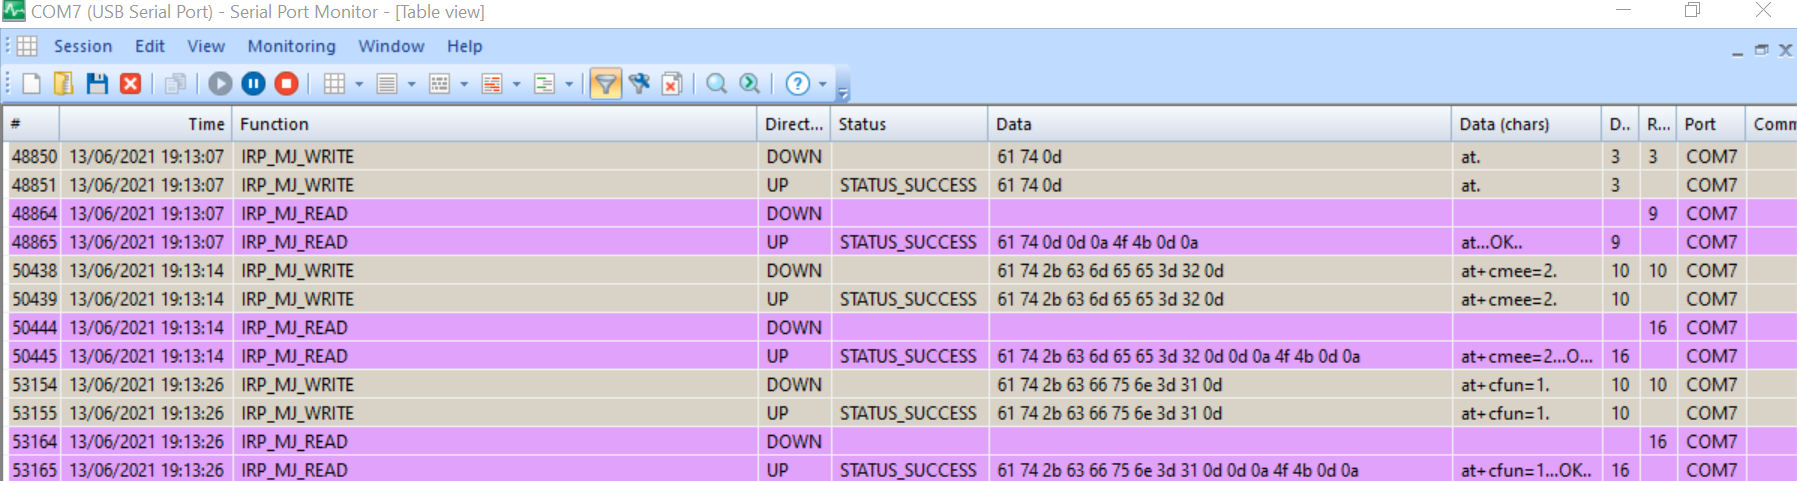 COM7 (USB Serial Port) - Serial Port Monitor - [Table view]
Session Edit View Monitoring Window Help
# Time Function Direct... Status Data Data (chars) D.. R... Port Comm
48850 13/06/2021 19:13:07 IRP_MJ_WRITE DOWN 61 74 0d at. 3 3 COM7
48851 13/06/2021 19:13:07 IRP_MJ_WRITE UP STATUS_SUCCESS 61 74 0d at. 3 COM7
48864 13/06/2021 19:13:07 IRP_MJ_READ DOWN 9 COM7
48865 13/06/2021 19:13:07 IRP_MJ_READ UP STATUS_SUCCESS 61 74 0d 0d 0a 4f 4b 0d 0a at...OK.. 9 COM7
50438 13/06/2021 19:13:14 IRP_MJ_WRITE DOWN 61 74 2b 63 6d 65 65 3d 32 0d at+cmee=2. 10 10 COM7
50439 13/06/2021 19:13:14 IRP_MJ_WRITE UP STATUS_SUCCESS 61 74 2b 63 6d 65 65 3d 32 0d at+cmee=2. 10 COM7
50444 13/06/2021 19:13:14 IRP_MJ_READ DOWN 16 COM7
50445 13/06/2021 19:13:14 IRP_MJ_READ UP STATUS_SUCCESS 61 74 2b 63 6d 65 65 3d 32 0d 0d 0a 4f 4b 0d 0a at+cmee=2...O... 16 COM7
53154 13/06/2021 19:13:26 IRP_MJ_WRITE DOWN 61 74 2b 63 66 75 6e 3d 31 0d at+cfun=1. 10 10 COM7
53155 13/06/2021 19:13:26 IRP_MJ_WRITE UP STATUS_SUCCESS 61 74 2b 63 66 75 6e 3d 31 0d at+cfun=1. 10 COM7
53164 13/06/2021 19:13:26 IRP_MJ_READ DOWN 16 COM7
53165 13/06/2021 19:13:26 IRP_MJ_READ UP STATUS_SUCCESS 61 74 2b 63 66 75 6e 3d 31 0d 0d 0a 4f 4b 0d 0a at+cfun=1...OK.. 16 COM7